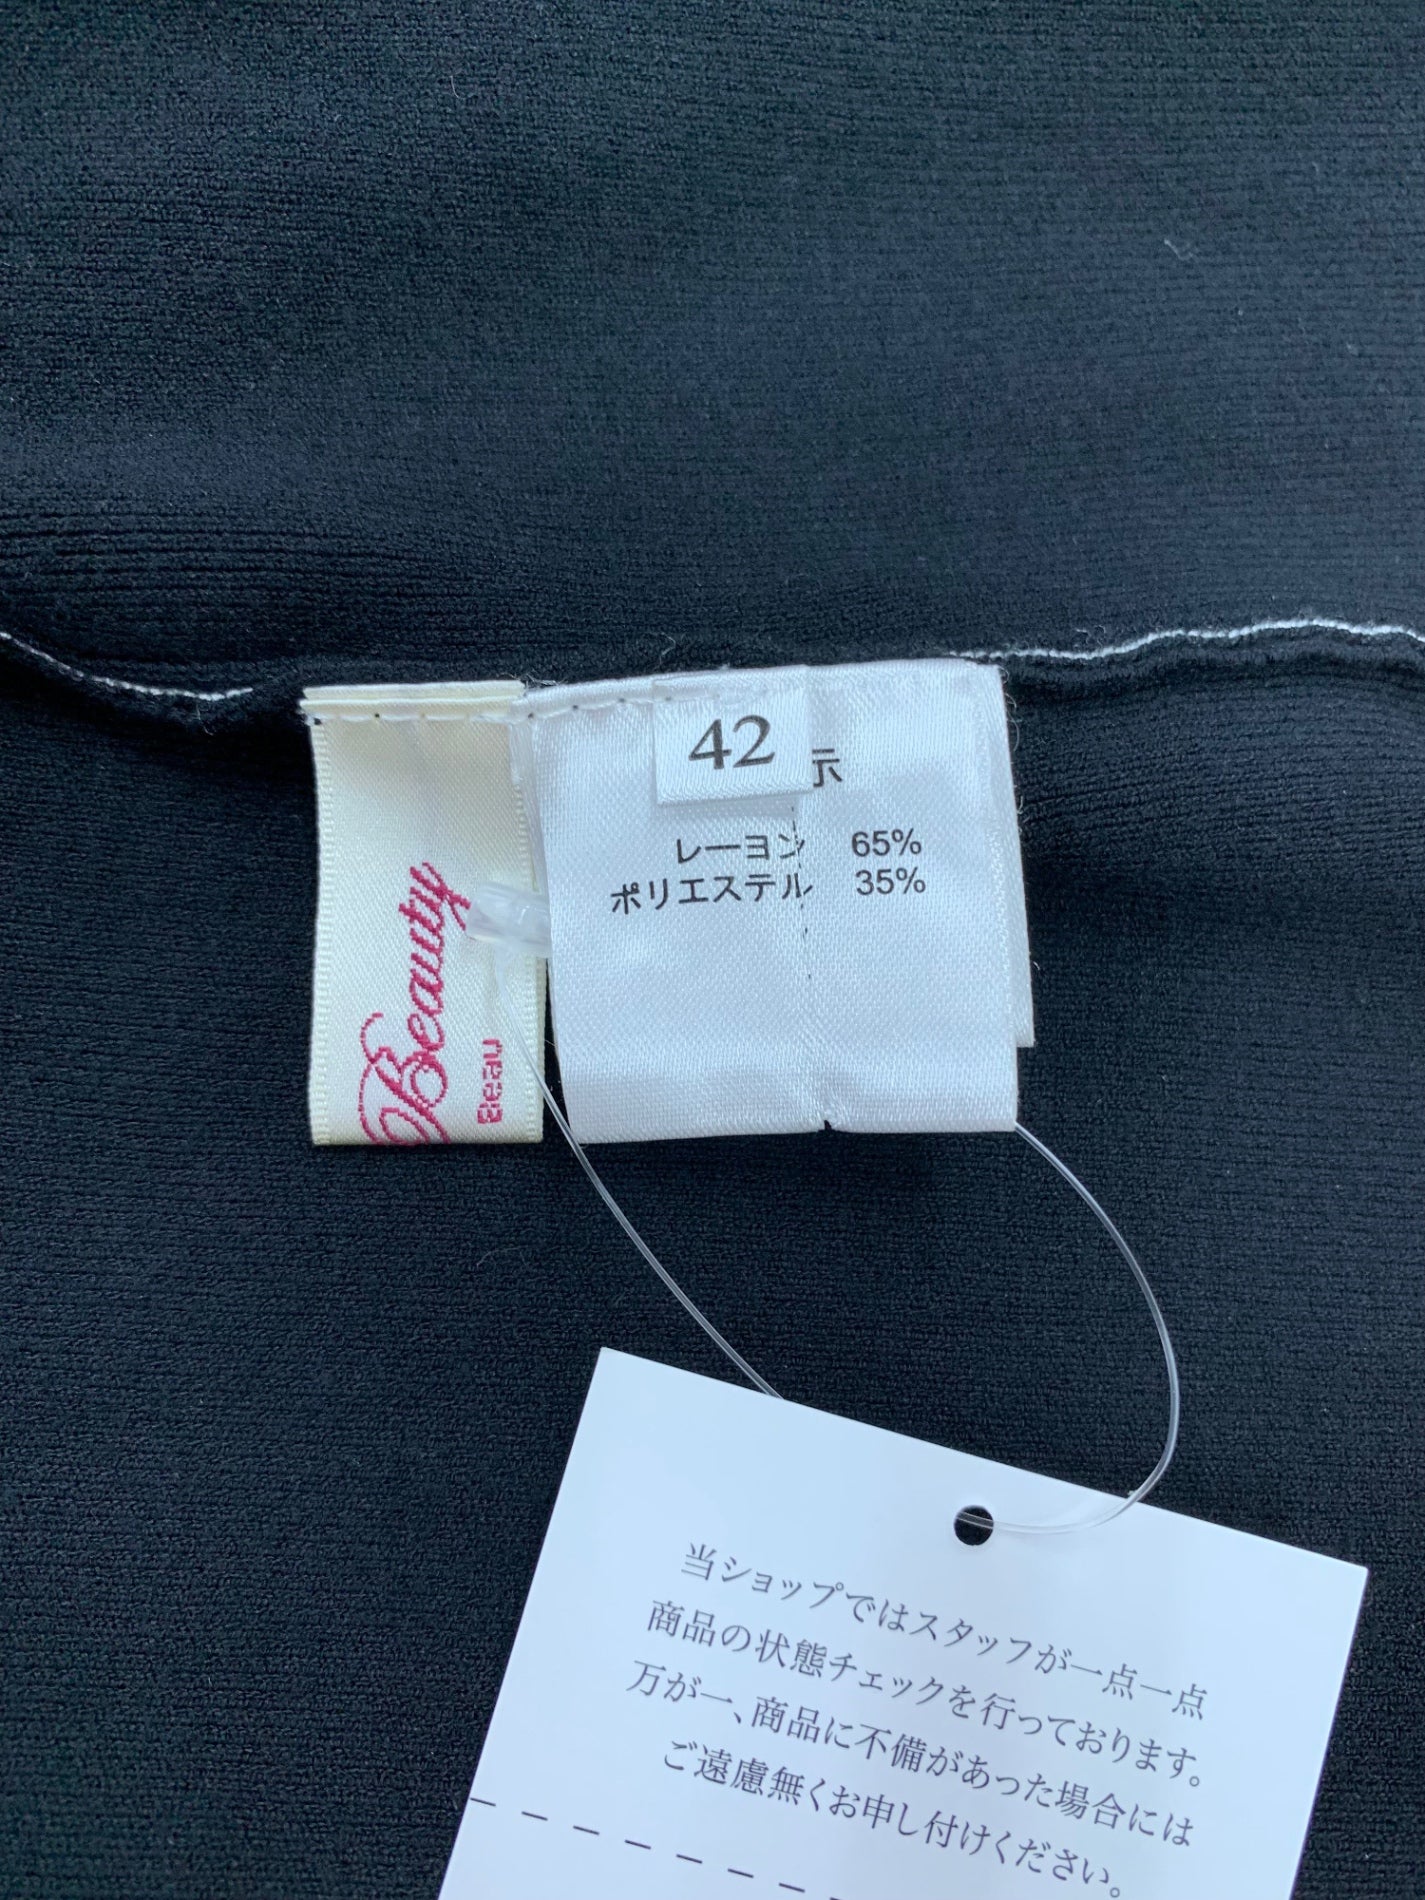 42
示
レーヨン 65%
ポリエステル 35%
Beauty
Beau
当ショップではスタッフが一点一点
商品の状態チェックを行っております。
万が一、商品に不備があった場合には
ご遠慮無くお申し付けください。